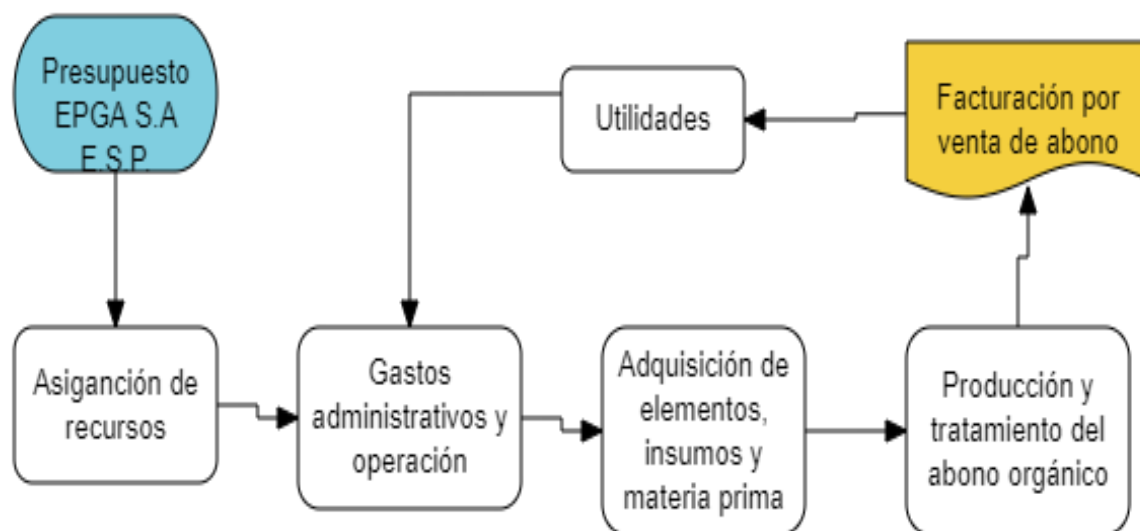 Presupuesto
EPGA S.A
E.S.P.
Utilidades
Facturación por
venta de abono
Asiganción de
recursos
Gastos
administrativos y
operación
Adquisición de
elementos,
insumos y
materia prima
Producción y
tratamiento del
abono orgánico